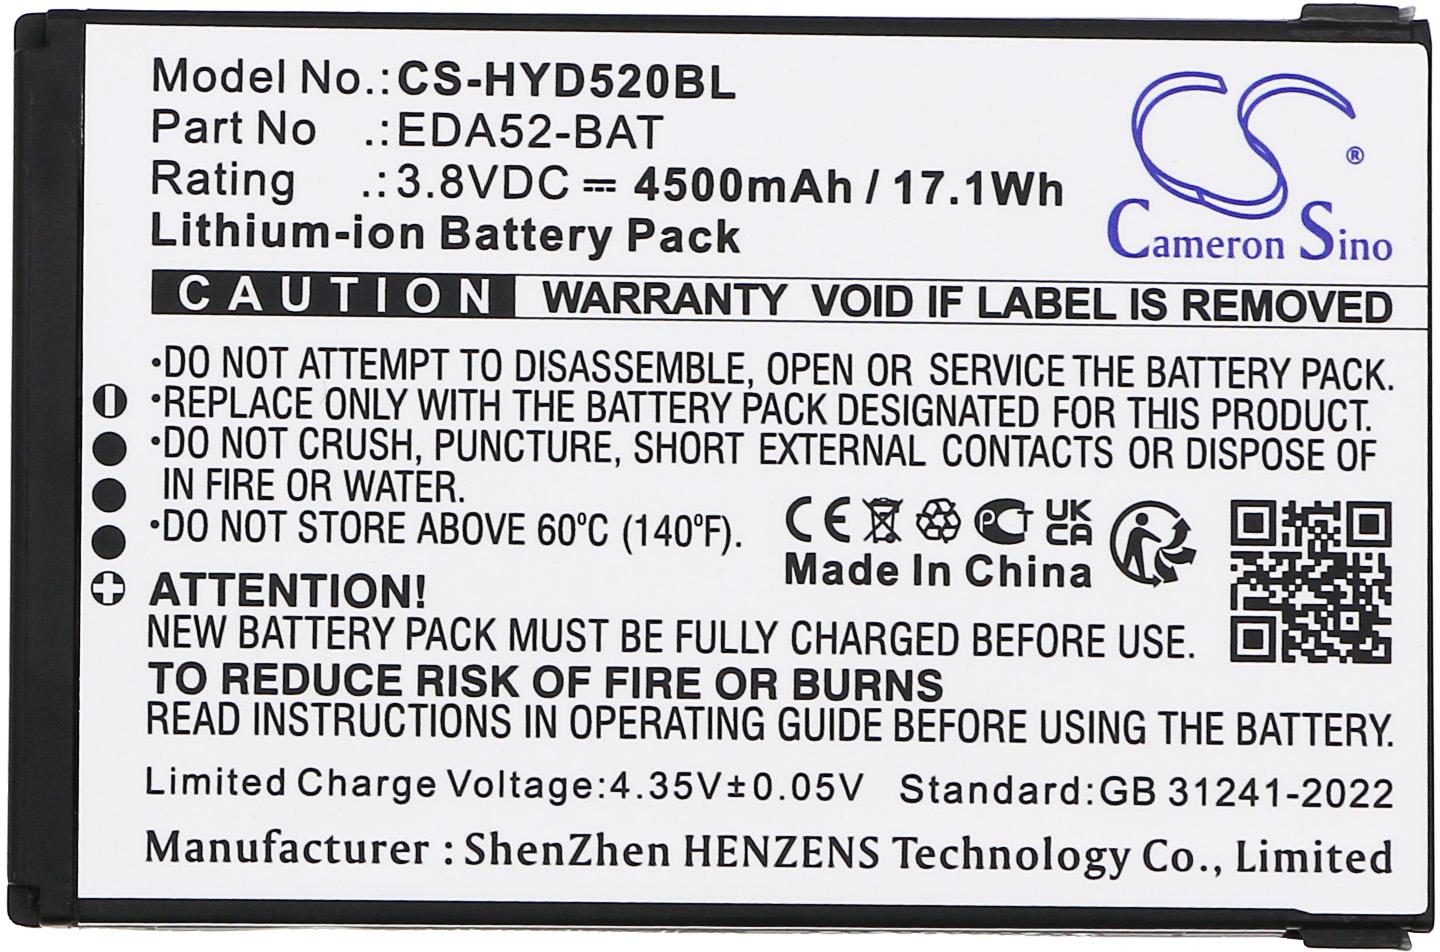 Model No.:CS-HYD520BL
Part No .:EDA52-BAT
Rating .:3.8VDC ⎓ 4500mAh / 17.1Wh
Lithium-ion Battery Pack
CS
®
Cameron Sino
CAUTION WARRANTY VOID IF LABEL IS REMOVED
•DO NOT ATTEMPT TO DISASSEMBLE, OPEN OR SERVICE THE BATTERY PACK.
•REPLACE ONLY WITH THE BATTERY PACK DESIGNATED FOR THIS PRODUCT.
•DO NOT CRUSH, PUNCTURE, SHORT EXTERNAL CONTACTS OR DISPOSE OF
IN FIRE OR WATER.
•DO NOT STORE ABOVE 60°C (140°F).
CE PCT UK
CA
Made In China
ATTENTION!
NEW BATTERY PACK MUST BE FULLY CHARGED BEFORE USE.
TO REDUCE RISK OF FIRE OR BURNS
READ INSTRUCTIONS IN OPERATING GUIDE BEFORE USING THE BATTERY.
Limited Charge Voltage:4.35V±0.05V Standard:GB 31241-2022
Manufacturer : ShenZhen HENZENS Technology Co., Limited